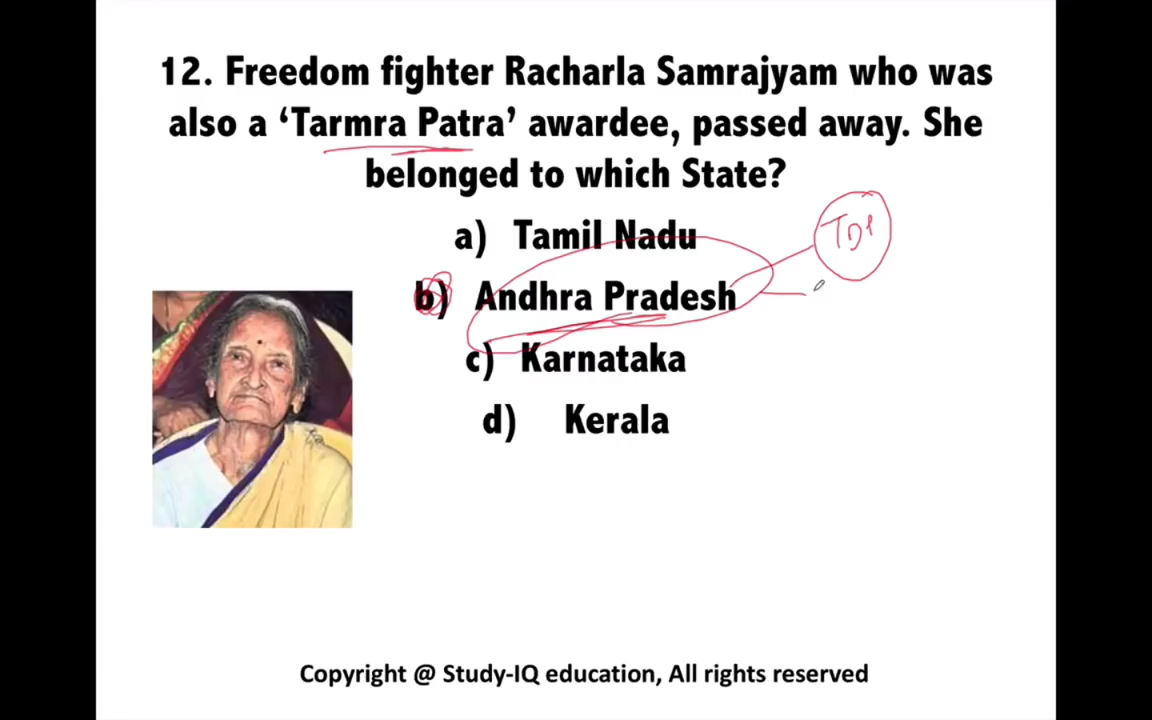 12. Freedom fighter Racharla Samrajyam who was
also a ‘Tarmra Patra’ awardee, passed away. She
belonged to which State?
a) Tamil Nadu
TDP
b) Andhra Pradesh
c) Karnataka
d) Kerala
Copyright @ Study-IQ education, All rights reserved